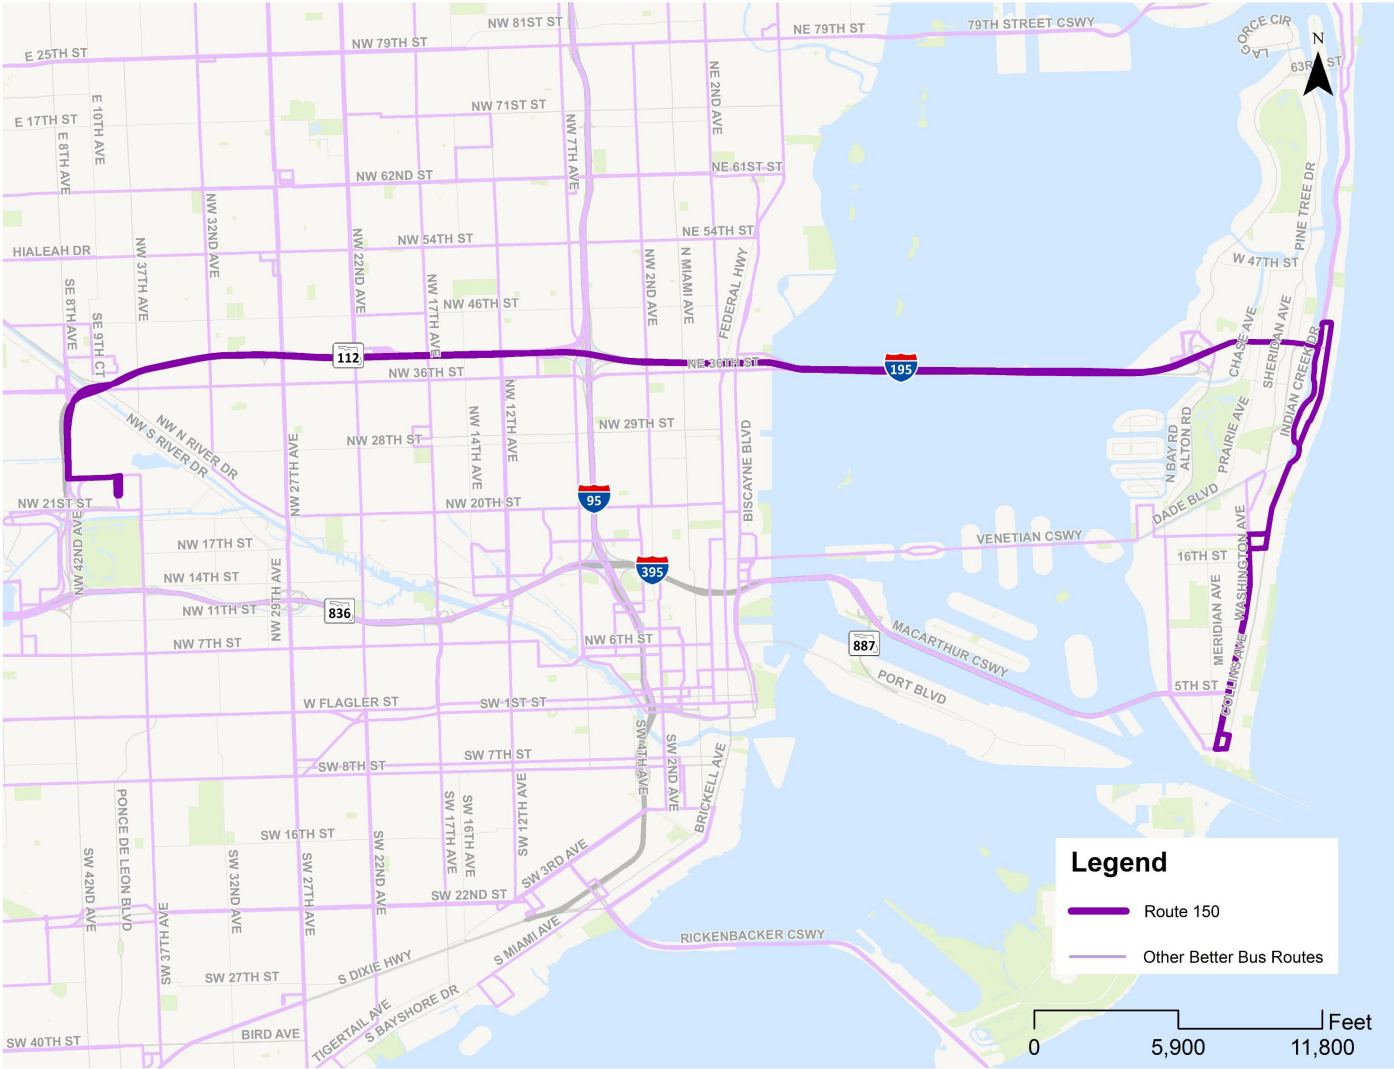 NW 81ST ST
NE 79TH ST
79TH STREET CSWY
LAGORCE CIR
N
E 25TH ST
NW 79TH ST
63RD ST
NE 2ND AVE
E 10TH AVE
NW 71ST ST
E 17TH ST
E 8TH AVE
NW 7TH AVE
NW 62ND ST
NE 61ST ST
PINE TREE DR
NW 32ND AVE
NW 54TH ST
NE 54TH ST
HIALEAH DR
NW 37TH AVE
NW 22ND AVE
NW 2ND AVE
N MIAMI AVE
FEDERAL HWY
W 47TH ST
SE 8TH AVE
SE 9TH CT
NW 17TH AVE
NW 46TH ST
CHASE AVE
SHERIDAN AVE
INDIAN CREEK DR
112
NE 36TH ST
195
NW 36TH ST
NW 12TH AVE
NW 14TH AVE
NW N RIVER DR
NW S RIVER DR
NW 28TH ST
NW 29TH ST
BISCAYNE BLVD
N BAY RD
ALTON RD
PRAIRIE AVE
NW 27TH AVE
NW 21ST ST
NW 20TH ST
95
DADE BLVD
NW 42ND AVE
NW 17TH ST
VENETIAN CSWY
16TH ST
WASHINGTON AVE
NW 14TH ST
395
NW 29TH AVE
NW 11TH ST
836
MERIDIAN AVE
NW 7TH ST
NW 6TH ST
887
MACARTHUR CSWY
PORT BLVD
COLLINS AVE
5TH ST
W FLAGLER ST
SW 1ST ST
SW 4TH AVE
SW 2ND AVE
BRICKELL AVE
SW 7TH ST
SW 8TH ST
PONCE DE LEON BLVD
SW 17TH AVE
SW 16TH AVE
SW 12TH AVE
SW 16TH ST
SW 42ND AVE
SW 32ND AVE
SW 27TH AVE
SW 22ND AVE
SW 3RD AVE
SW 22ND ST
SW 37TH AVE
S MIAMI AVE
RICKENBACKER CSWY
S DIXIE HWY
SW 27TH ST
TIGERTAIL AVE
S BAYSHORE DR
BIRD AVE
SW 40TH ST
Legend
Route 150
Other Better Bus Routes
Feet
0 5,900 11,800